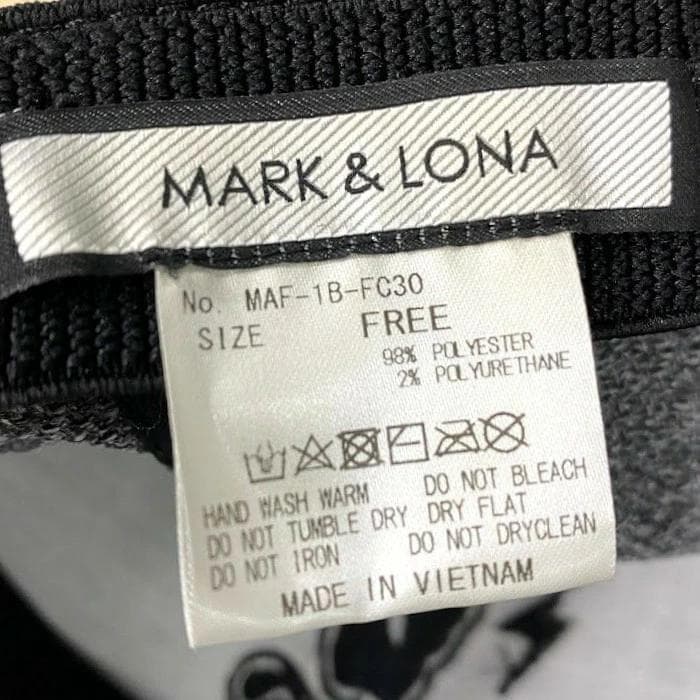 MARK & LONA
No. MAF-1B-FC30
SIZE FREE
98% POLYESTER
2% POLYURETHANE
HAND WASH WARM DO NOT BLEACH
DO NOT TUMBLE DRY DRY FLAT
DO NOT IRON DO NOT DRYCLEAN
MADE IN VIETNAM